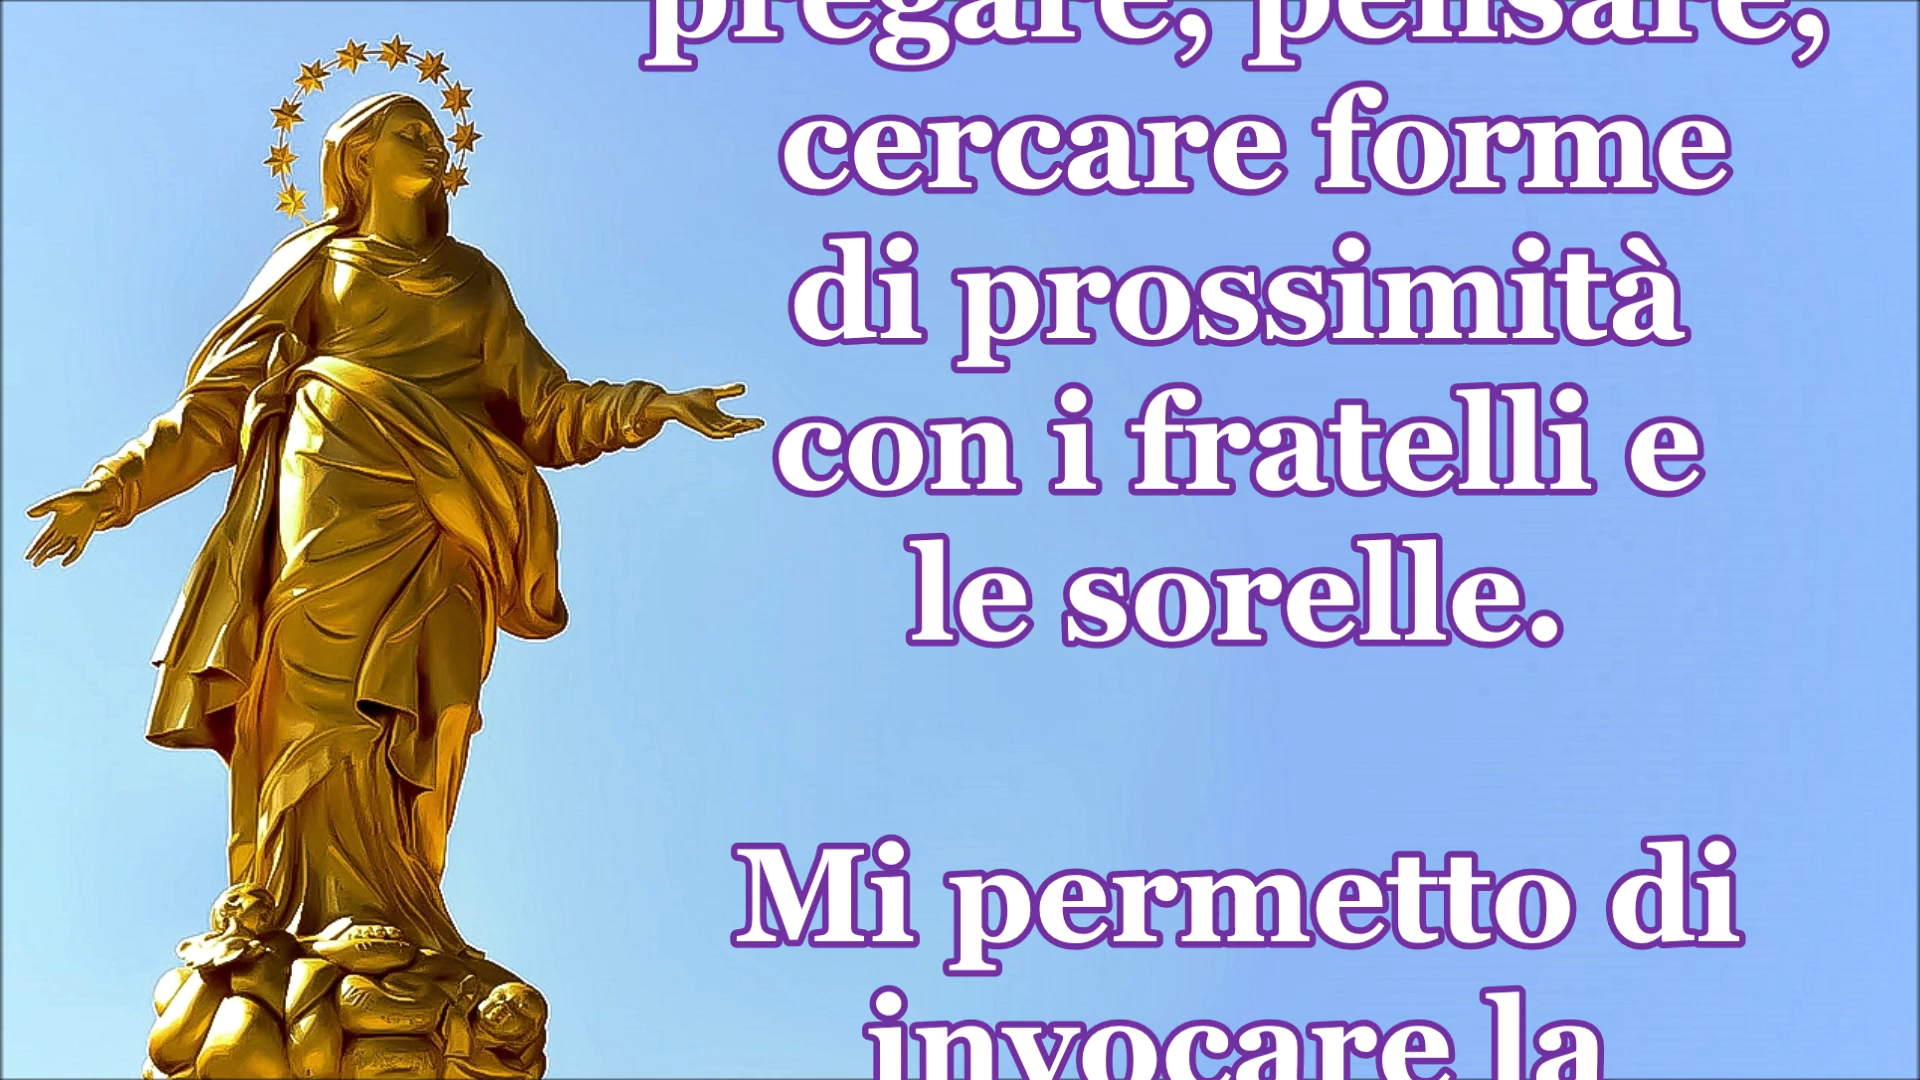 pregare, pensare,
cercare forme
di prossimità
con i fratelli e
le sorelle.
Mi permetto di
invocare la